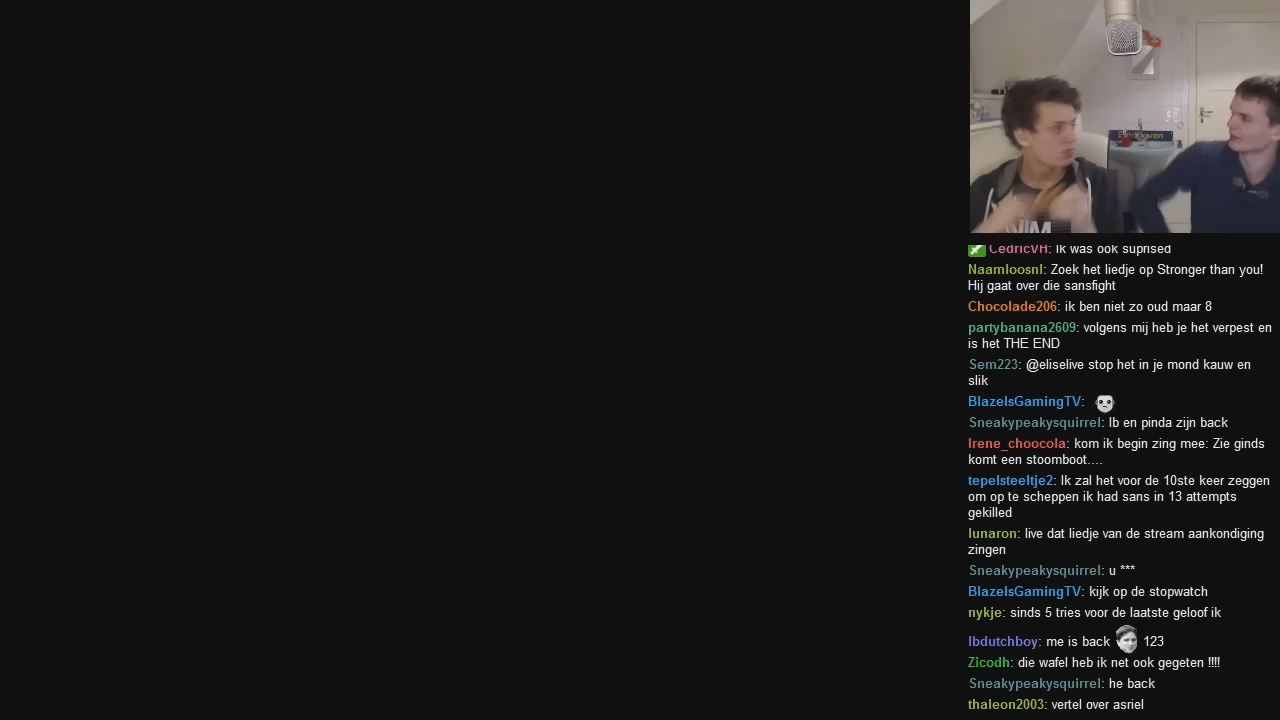 Eindhoven
CedricVH: Ik was ook suprised
Naamloosnl: Zoek het liedje op Stronger than you!
Hij gaat over die sansfight
Chocolade206: ik ben niet zo oud maar 8
partybanana2609: volgens mij heb je het verpest en
is het THE END
Sem223: @eliselive stop het in je mond kauw en
slik
BlazeIsGamingTV:
Sneakypeakysquirrel: Ib en pinda zijn back
Irene_choocola: kom ik begin zing mee: Zie ginds
komt een stoomboot....
tepelsteeltje2: Ik zal het voor de 10ste keer zeggen
om op te scheppen ik had sans in 13 attempts
gekilled
lunaron: live dat liedje van de stream aankondiging
zingen
Sneakypeakysquirrel: u ***
BlazeIsGamingTV: kijk op de stopwatch
nykje: sinds 5 tries voor de laatste geloof ik
Ibdutchboy: me is back 123
Zicodh: die wafel heb ik net ook gegeten !!!!
Sneakypeakysquirrel: he back
thaleon2003: vertel over asriel